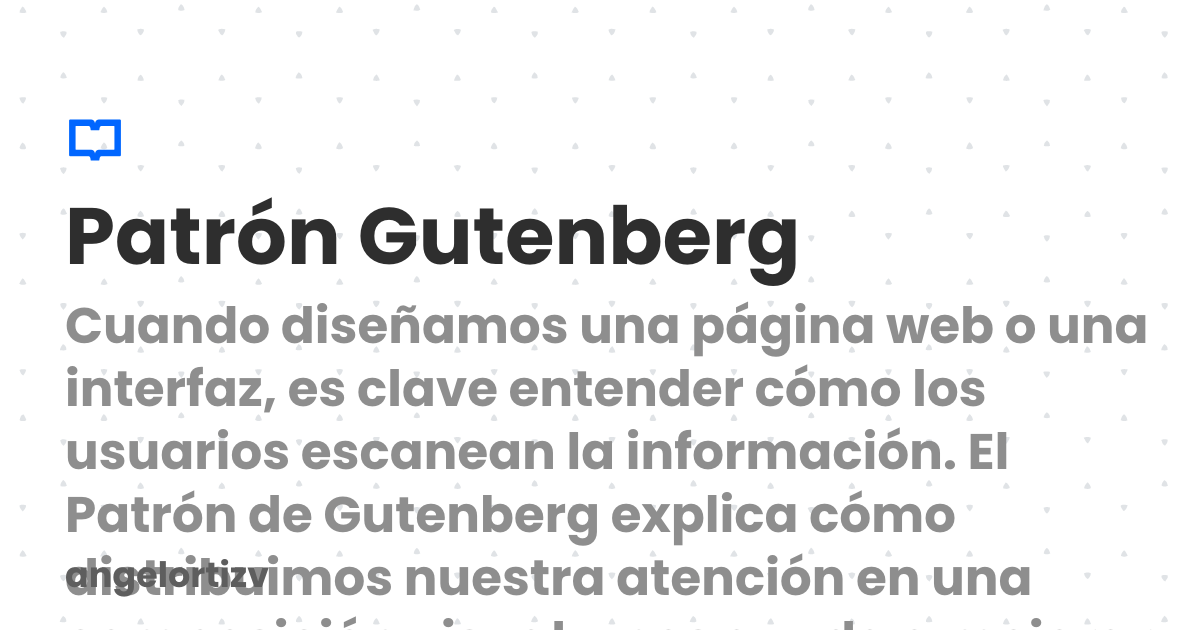 Patrón Gutenberg
Cuando diseñamos una página web o una
interfaz, es clave entender cómo los
usuarios escanean la información. El
Patrón de Gutenberg explica cómo
distribuimos nuestra atención en una
angelortizv